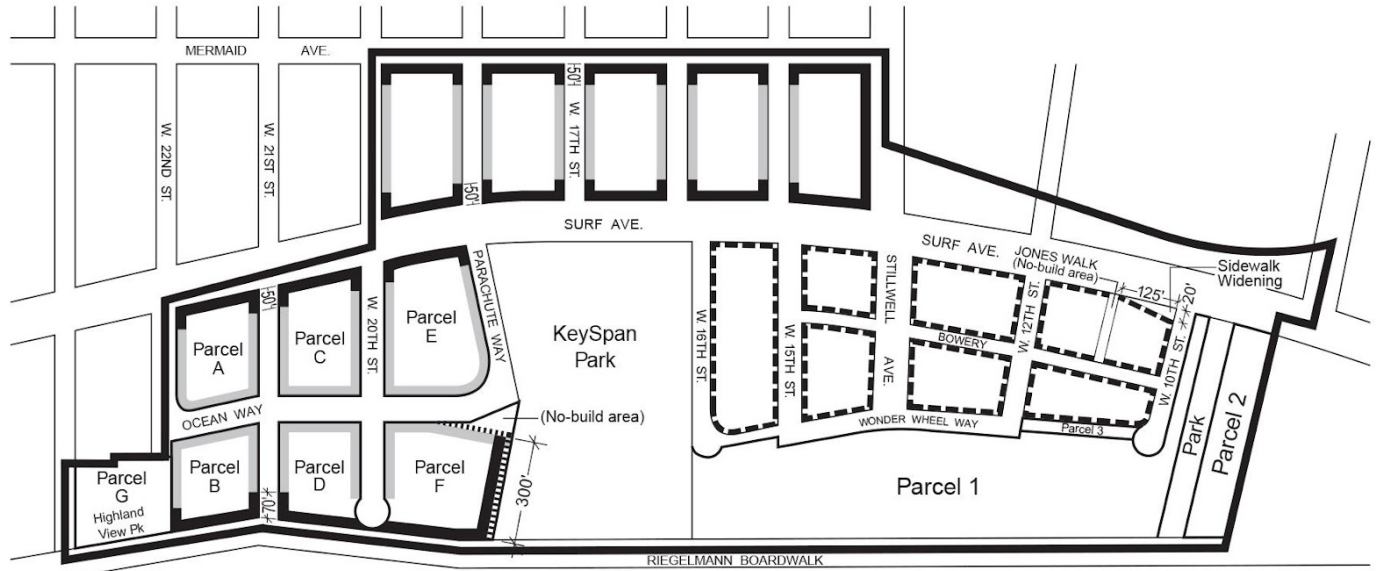 MERMAID AVE.
50'
50'
W. 17TH ST.
W. 22ND ST.
W. 21ST ST.
50'
SURF AVE.
SURF AVE.
JONES WALK
(No-build area)
Sidewalk
Widening
125'
20'
50'
PARACHUTE WAY
W. 20TH ST.
Parcel
E
Parcel
A
Parcel
C
KeySpan
Park
W. 16TH ST.
W. 15TH ST.
STILLWELL AVE.
BOWERY
W. 12TH ST.
W. 10TH ST.
OCEAN WAY
(No-build area)
WONDER WHEEL WAY
Parcel 3
Park
Parcel 2
Parcel
G
Highland
View Pk
Parcel
B
70'
Parcel
D
Parcel
F
300'
Parcel 1
RIEGELMANN BOARDWALK